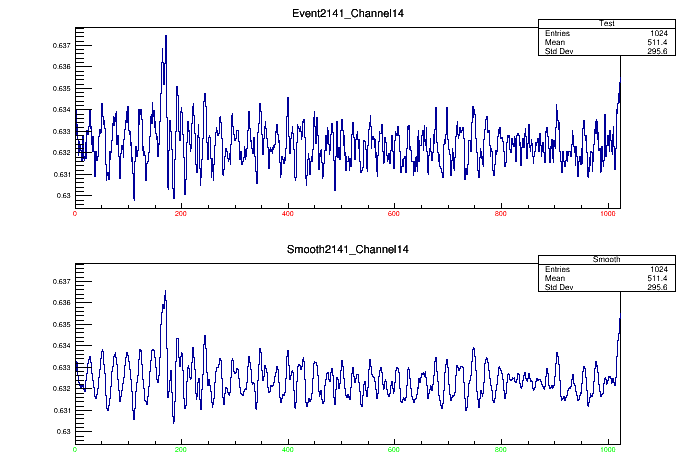 Event2141_Channel14
Test
Entries 1024
Mean 511.4
Std Dev 295.6
0.637
0.636
0.635
0.634
0.633
0.632
0.631
0.63
0 200 400 600 800 1000
Smooth2141_Channel14
Smooth
Entries 1024
Mean 511.4
Std Dev 295.6
0.637
0.636
0.635
0.634
0.633
0.632
0.631
0.63
0 200 400 600 800 1000